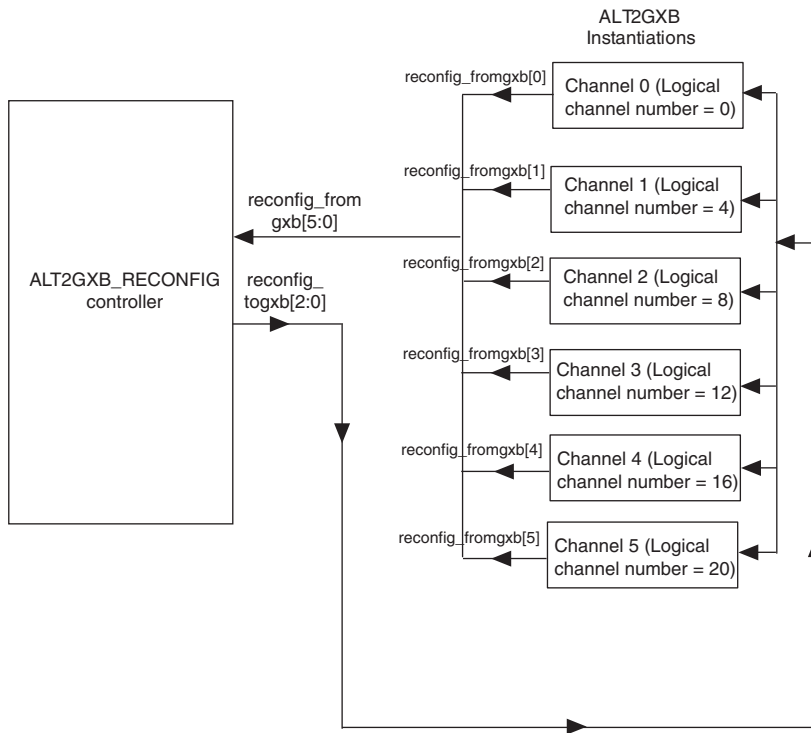 ALT2GXB
Instantiations
reconfig_fromgxb[0]
Channel 0 (Logical
channel number = 0)
reconfig_fromgxb[1]
Channel 1 (Logical
channel number = 4)
reconfig_from
gxb[5:0]
reconfig_fromgxb[2]
Channel 2 (Logical
channel number = 8)
ALT2GXB_RECONFIG
controller
reconfig_
togxb[2:0]
reconfig_fromgxb[3]
Channel 3 (Logical
channel number = 12)
reconfig_fromgxb[4]
Channel 4 (Logical
channel number = 16)
reconfig_fromgxb[5]
Channel 5 (Logical
channel number = 20)